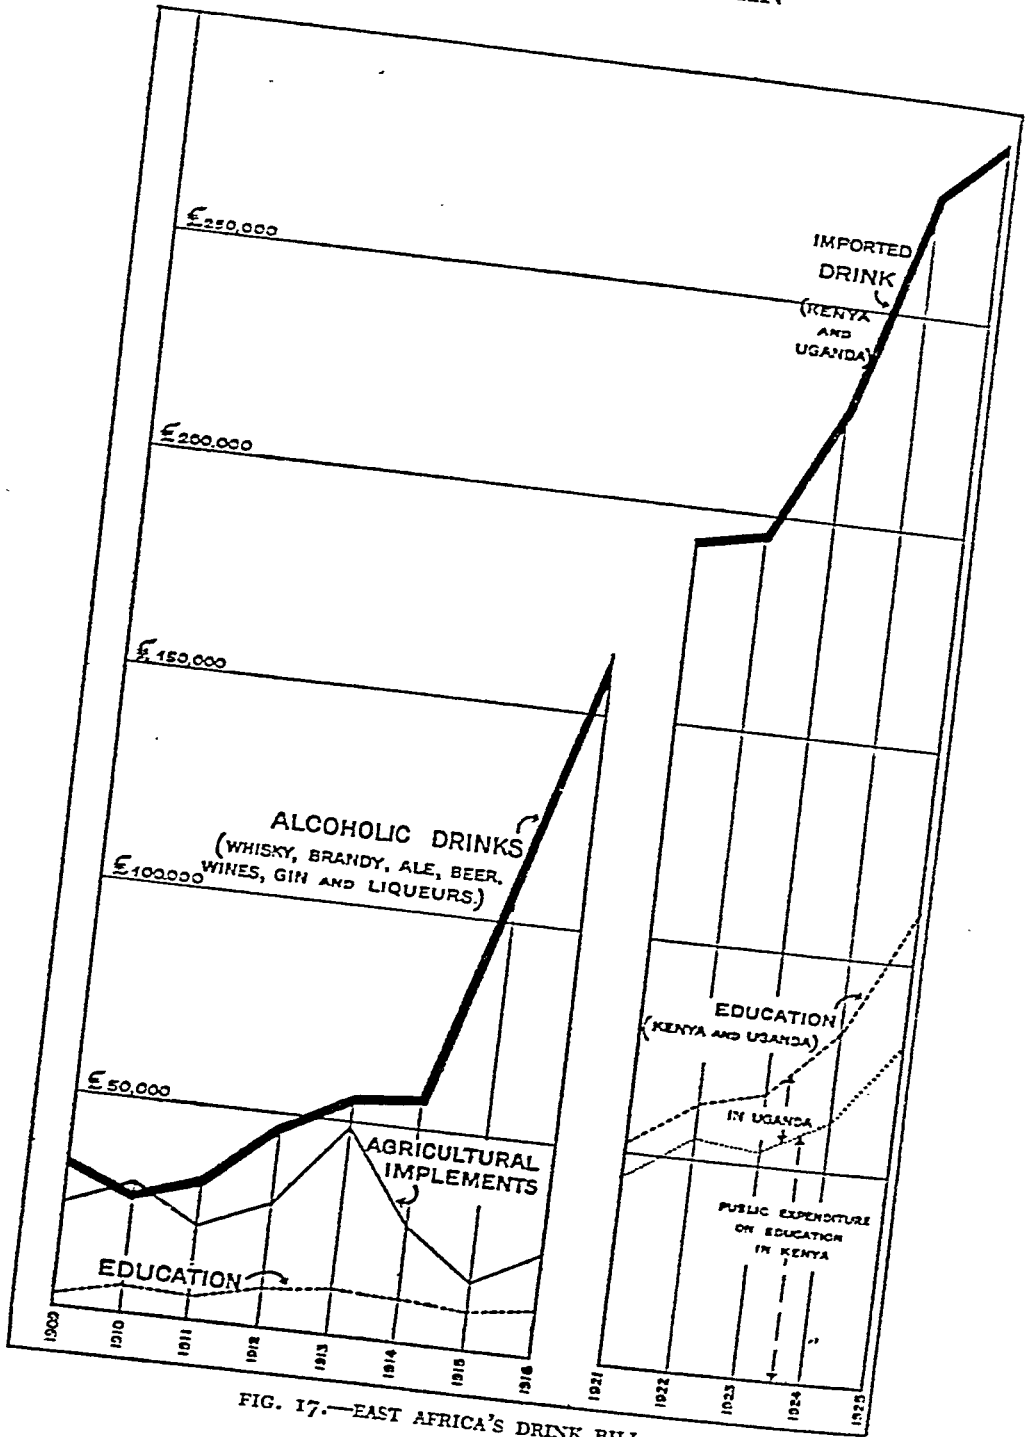 £250,000
IMPORTED
DRINK
(KENYA
AND
UGANDA)
£200,000
£150,000
ALCOHOLIC DRINKS
(WHISKY, BRANDY, ALE, BEER,
WINES, GIN AND LIQUEURS.)
£100,000
EDUCATION
(KENYA AND UGANDA)
£50,000
IN UGANDA
AGRICULTURAL
IMPLEMENTS
PUBLIC EXPENDITURE
ON EDUCATION
IN KENYA
EDUCATION
1909 1910 1911 1912 1913 1914 1915 1916 1921 1922 1923 1924 1925
FIG. 17.—EAST AFRICA'S DRINK BILL